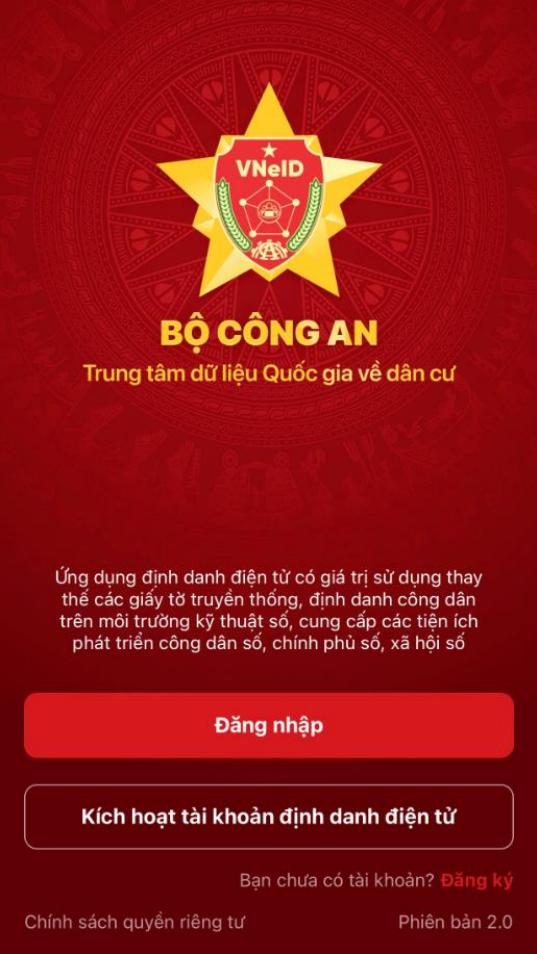 VNeID
BỘ CÔNG AN
Trung tâm dữ liệu Quốc gia về dân cư
Ứng dụng định danh điện tử có giá trị sử dụng thay
thế các giấy tờ truyền thống, định danh công dân
trên môi trường kỹ thuật số, cung cấp các tiện ích
phát triển công dân số, chính phủ số, xã hội số
Đăng nhập
Kích hoạt tài khoản định danh điện tử
Bạn chưa có tài khoản? Đăng ký
Chính sách quyền riêng tư Phiên bản 2.0